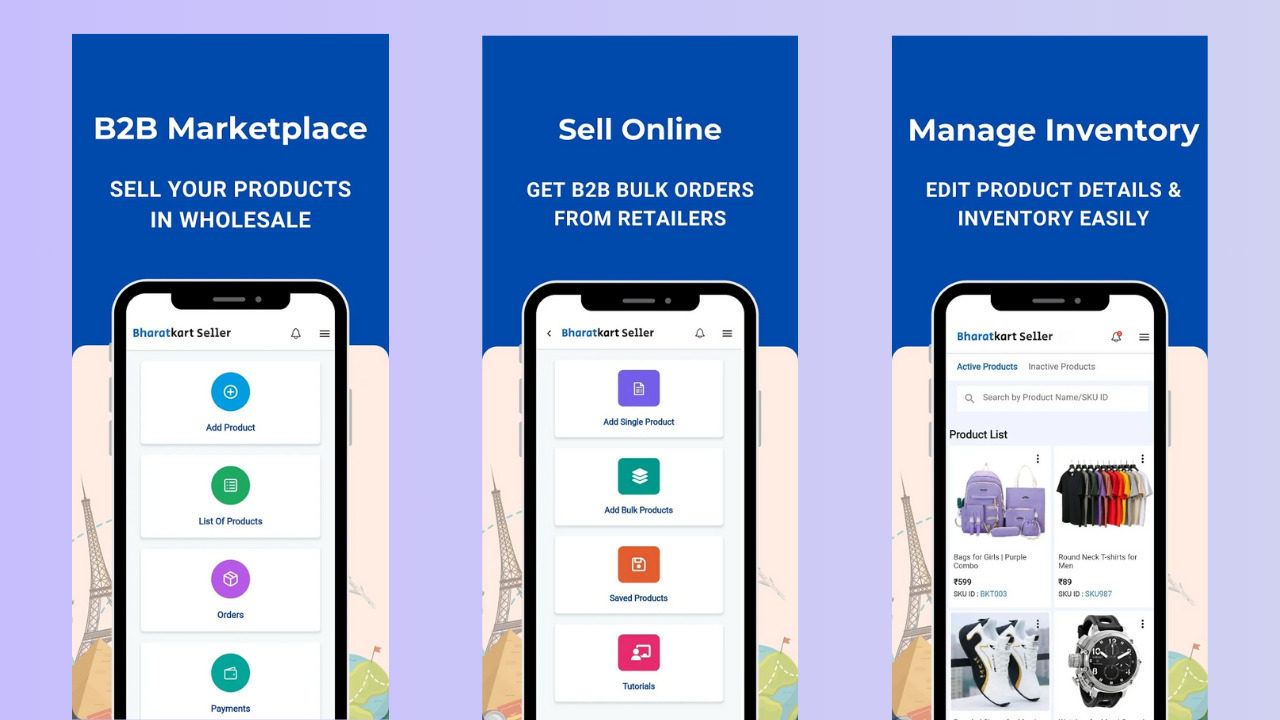 B2B Marketplace
SELL YOUR PRODUCTS
IN WHOLESALE
Bharatkart Seller
Add Product
List Of Products
Orders
Payments
Sell Online
GET B2B BULK ORDERS
FROM RETAILERS
Bharatkart Seller
Add Single Product
Add Bulk Products
Saved Products
Tutorials
Manage Inventory
EDIT PRODUCT DETAILS &
INVENTORY EASILY
Bharatkart Seller
Active Products Inactive Products
Search by Product Name/SKU ID
Product List
Bags for Girls | Purple
Combo
₹599
SKU ID : BKT003
Round Neck T-shirts for
Men
₹89
SKU ID : SKU987